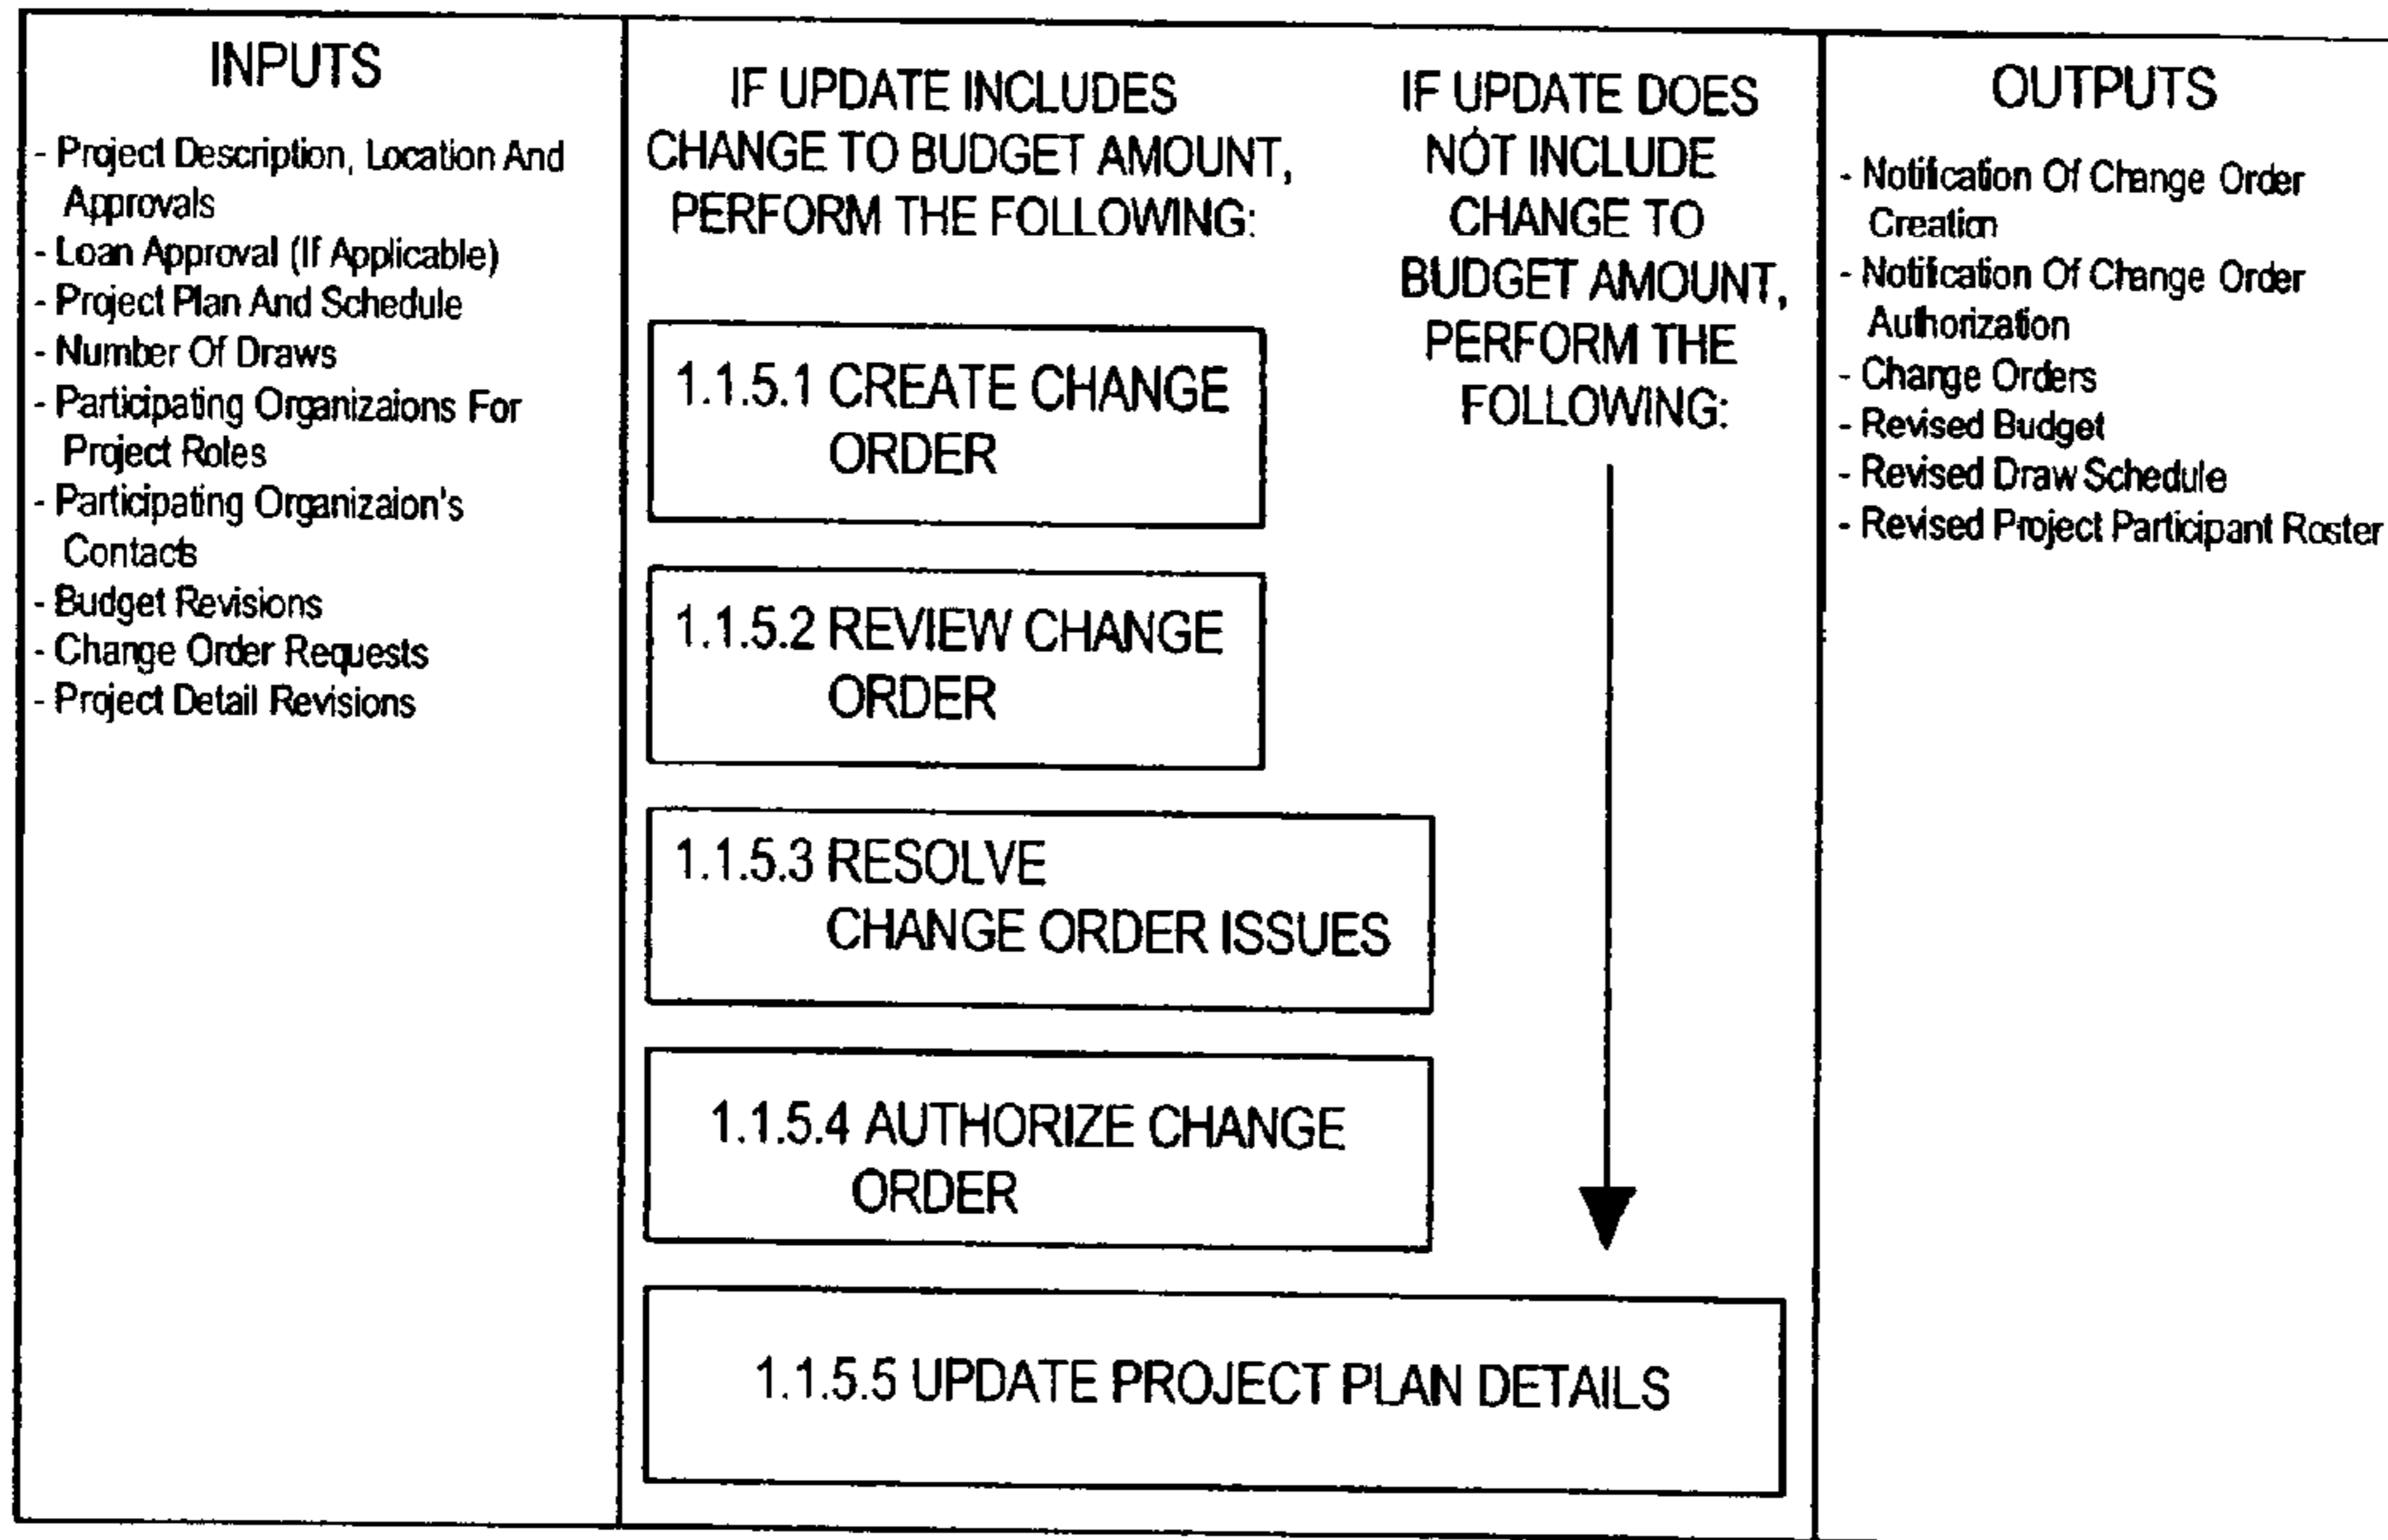 INPUTS
- Project Description, Location And
Approvals
- Loan Approval (If Applicable)
- Project Plan And Schedule
- Number Of Draws
- Participating Organizaions For
Project Roles
- Participating Organizaion's
Contacts
- Budget Revisions
- Change Order Requests
- Project Detail Revisions
IF UPDATE INCLUDES
CHANGE TO BUDGET AMOUNT,
PERFORM THE FOLLOWING:
1.1.5.1 CREATE CHANGE
ORDER
1.1.5.2 REVIEW CHANGE
ORDER
1.1.5.3 RESOLVE
CHANGE ORDER ISSUES
1.1.5.4 AUTHORIZE CHANGE
ORDER
IF UPDATE DOES
NOT INCLUDE
CHANGE TO
BUDGET AMOUNT,
PERFORM THE
FOLLOWING:
1.1.5.5 UPDATE PROJECT PLAN DETAILS
OUTPUTS
- Notification Of Change Order
Creation
- Notification Of Change Order
Authorization
- Change Orders
- Revised Budget
- Revised Draw Schedule
- Revised Project Participant Roster